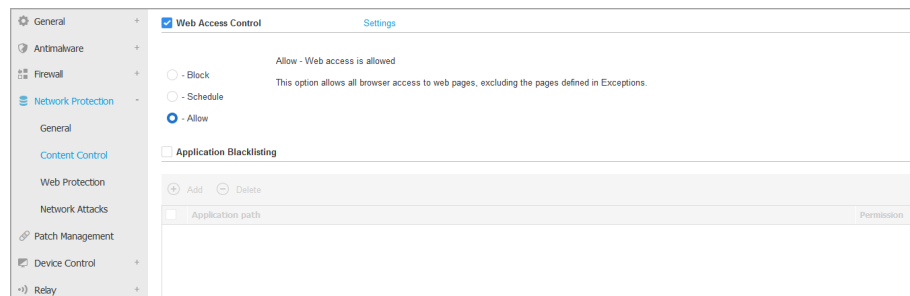 General +
Antimalware +
Firewall +
Network Protection -
General
Content Control
Web Protection
Network Attacks
Patch Management
Device Control +
Relay +
Web Access Control Settings
Allow - Web access is allowed
- Block
This option allows all browser access to web pages, excluding the pages defined in Exceptions.
- Schedule
- Allow
Application Blacklisting
Add Delete
Application path Permission